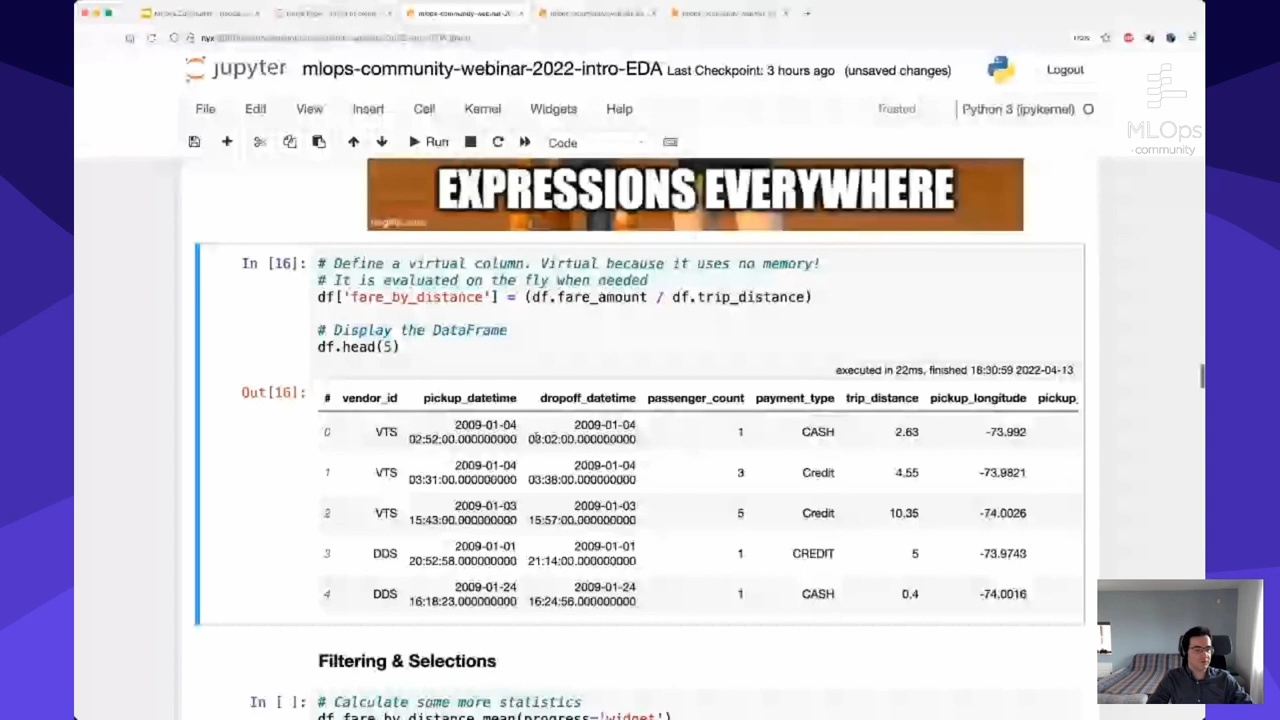 jupyter mlops-community-webinar-2022-intro-EDA Last Checkpoint: 3 hours ago (unsaved changes) Logout
File Edit View Insert Cell Kernel Widgets Help Trusted Python 3 (ipykernel)
MLOps
community
Run Code
EXPRESSIONS EVERYWHERE
In [16]: # Define a virtual column. Virtual because it uses no memory!
# It is evaluated on the fly when needed
df['fare_by_distance'] = (df.fare_amount / df.trip_distance)
# Display the DataFrame
df.head(5)
executed in 22ms, finished 18:30:59 2022-04-13
Out[16]:
# vendor_id pickup_datetime dropoff_datetime passenger_count payment_type trip_distance pickup_longitude pickup_
0 VTS 2009-01-04 02:52:00.000000000 2009-01-04 03:02:00.000000000 1 CASH 2.63 -73.992
1 VTS 2009-01-04 03:31:00.000000000 2009-01-04 03:38:00.000000000 3 Credit 4.55 -73.9821
2 VTS 2009-01-03 15:43:00.000000000 2009-01-03 15:57:00.000000000 5 Credit 10.35 -74.0026
3 DDS 2009-01-01 20:52:58.000000000 2009-01-01 21:14:00.000000000 1 CREDIT 5 -73.9743
4 DDS 2009-01-24 16:18:23.000000000 2009-01-24 16:24:56.000000000 1 CASH 0.4 -74.0016
Filtering & Selections
In [ ]: # Calculate some more statistics
df.fare_by_distance.mean(progress='widget')